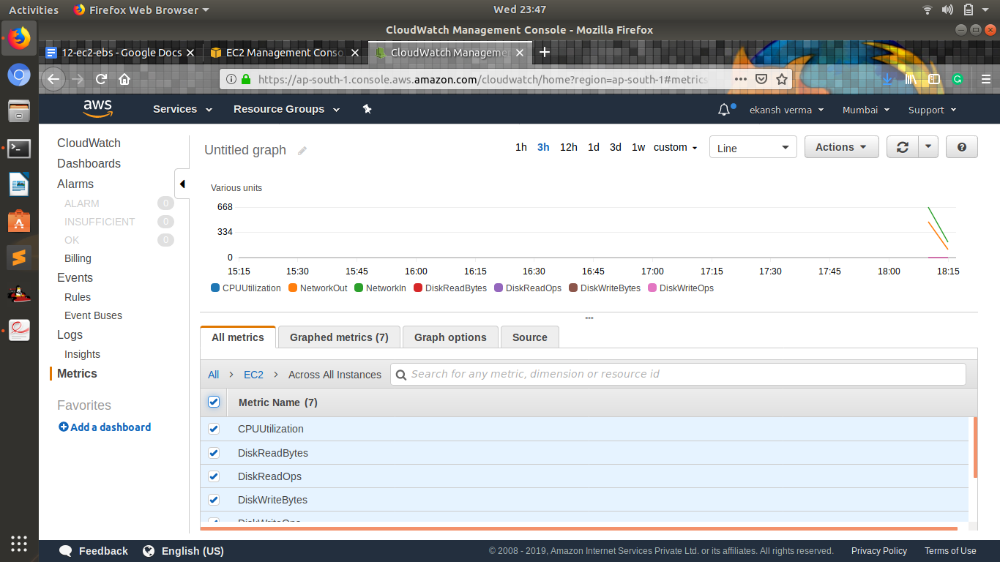 Activities Firefox Web Browser Wed 23:47
CloudWatch Management Console - Mozilla Firefox
12-ec2-ebs - Google Docs EC2 Management Conso CloudWatch Manageme
https://ap-south-1.console.aws.amazon.com/cloudwatch/home?region=ap-south-1#metrics
aws Services Resource Groups ekansh verma Mumbai Support
CloudWatch
Dashboards
Alarms
ALARM 0
INSUFFICIENT 0
OK 0
Billing
Events
Rules
Event Buses
Logs
Insights
Metrics
Favorites
Add a dashboard
Untitled graph 1h 3h 12h 1d 3d 1w custom Line Actions
Various units
668
334
0
15:15 15:30 15:45 16:00 16:15 16:30 16:45 17:00 17:15 17:30 17:45 18:00 18:15
CPUUtilization NetworkOut NetworkIn DiskReadBytes DiskReadOps DiskWriteBytes DiskWriteOps
All metrics Graphed metrics (7) Graph options Source
All > EC2 > Across All Instances Search for any metric, dimension or resource id
Metric Name (7)
CPUUtilization
DiskReadBytes
DiskReadOps
DiskWriteBytes
DiskWriteOps
Feedback English (US) © 2008 - 2019, Amazon Internet Services Private Ltd. or its affiliates. All rights reserved. Privacy Policy Terms of Use